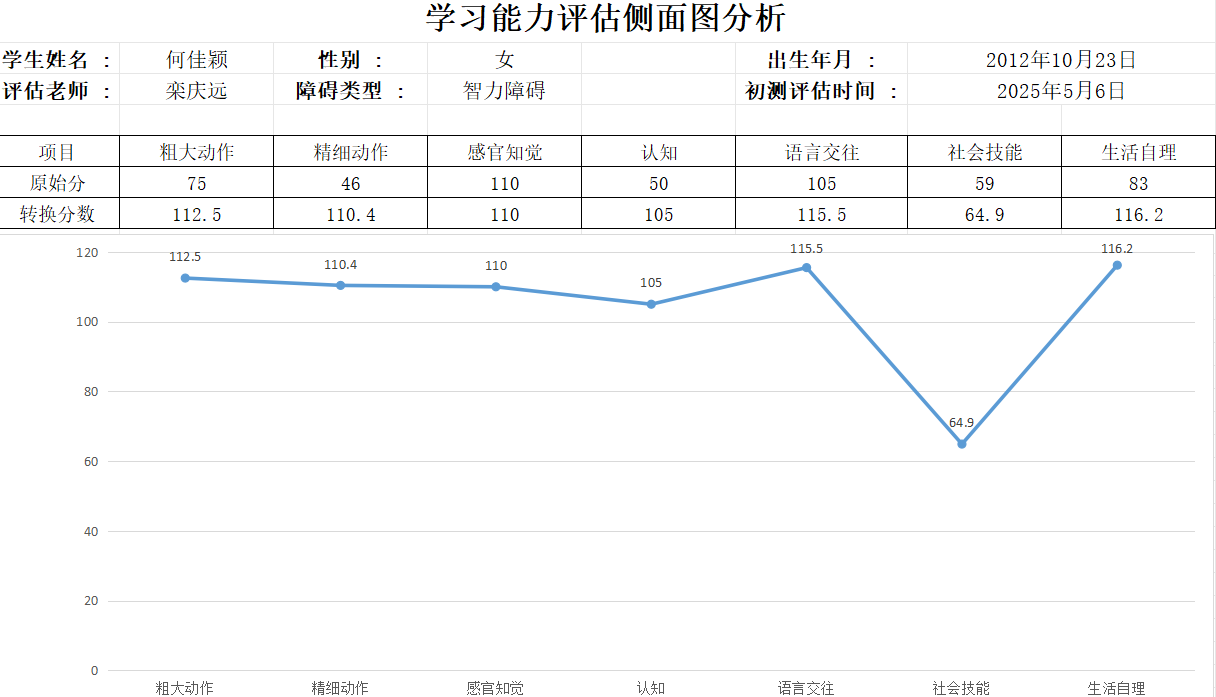 学习能力评估侧面图分析
学生姓名 ： 何佳颖 性别 ： 女 出生年月 ： 2012年10月23日
评估老师 ： 栾庆远 障碍类型 ： 智力障碍 初测评估时间 ： 2025年5月6日
项目 粗大动作 精细动作 感官知觉 认知 语言交往 社会技能 生活自理
原始分 75 46 110 50 105 59 83
转换分数 112.5 110.4 110 105 115.5 64.9 116.2
120
100
80
60
40
20
0
112.5 110.4 110 105 115.5 64.9 116.2
粗大动作 精细动作 感官知觉 认知 语言交往 社会技能 生活自理